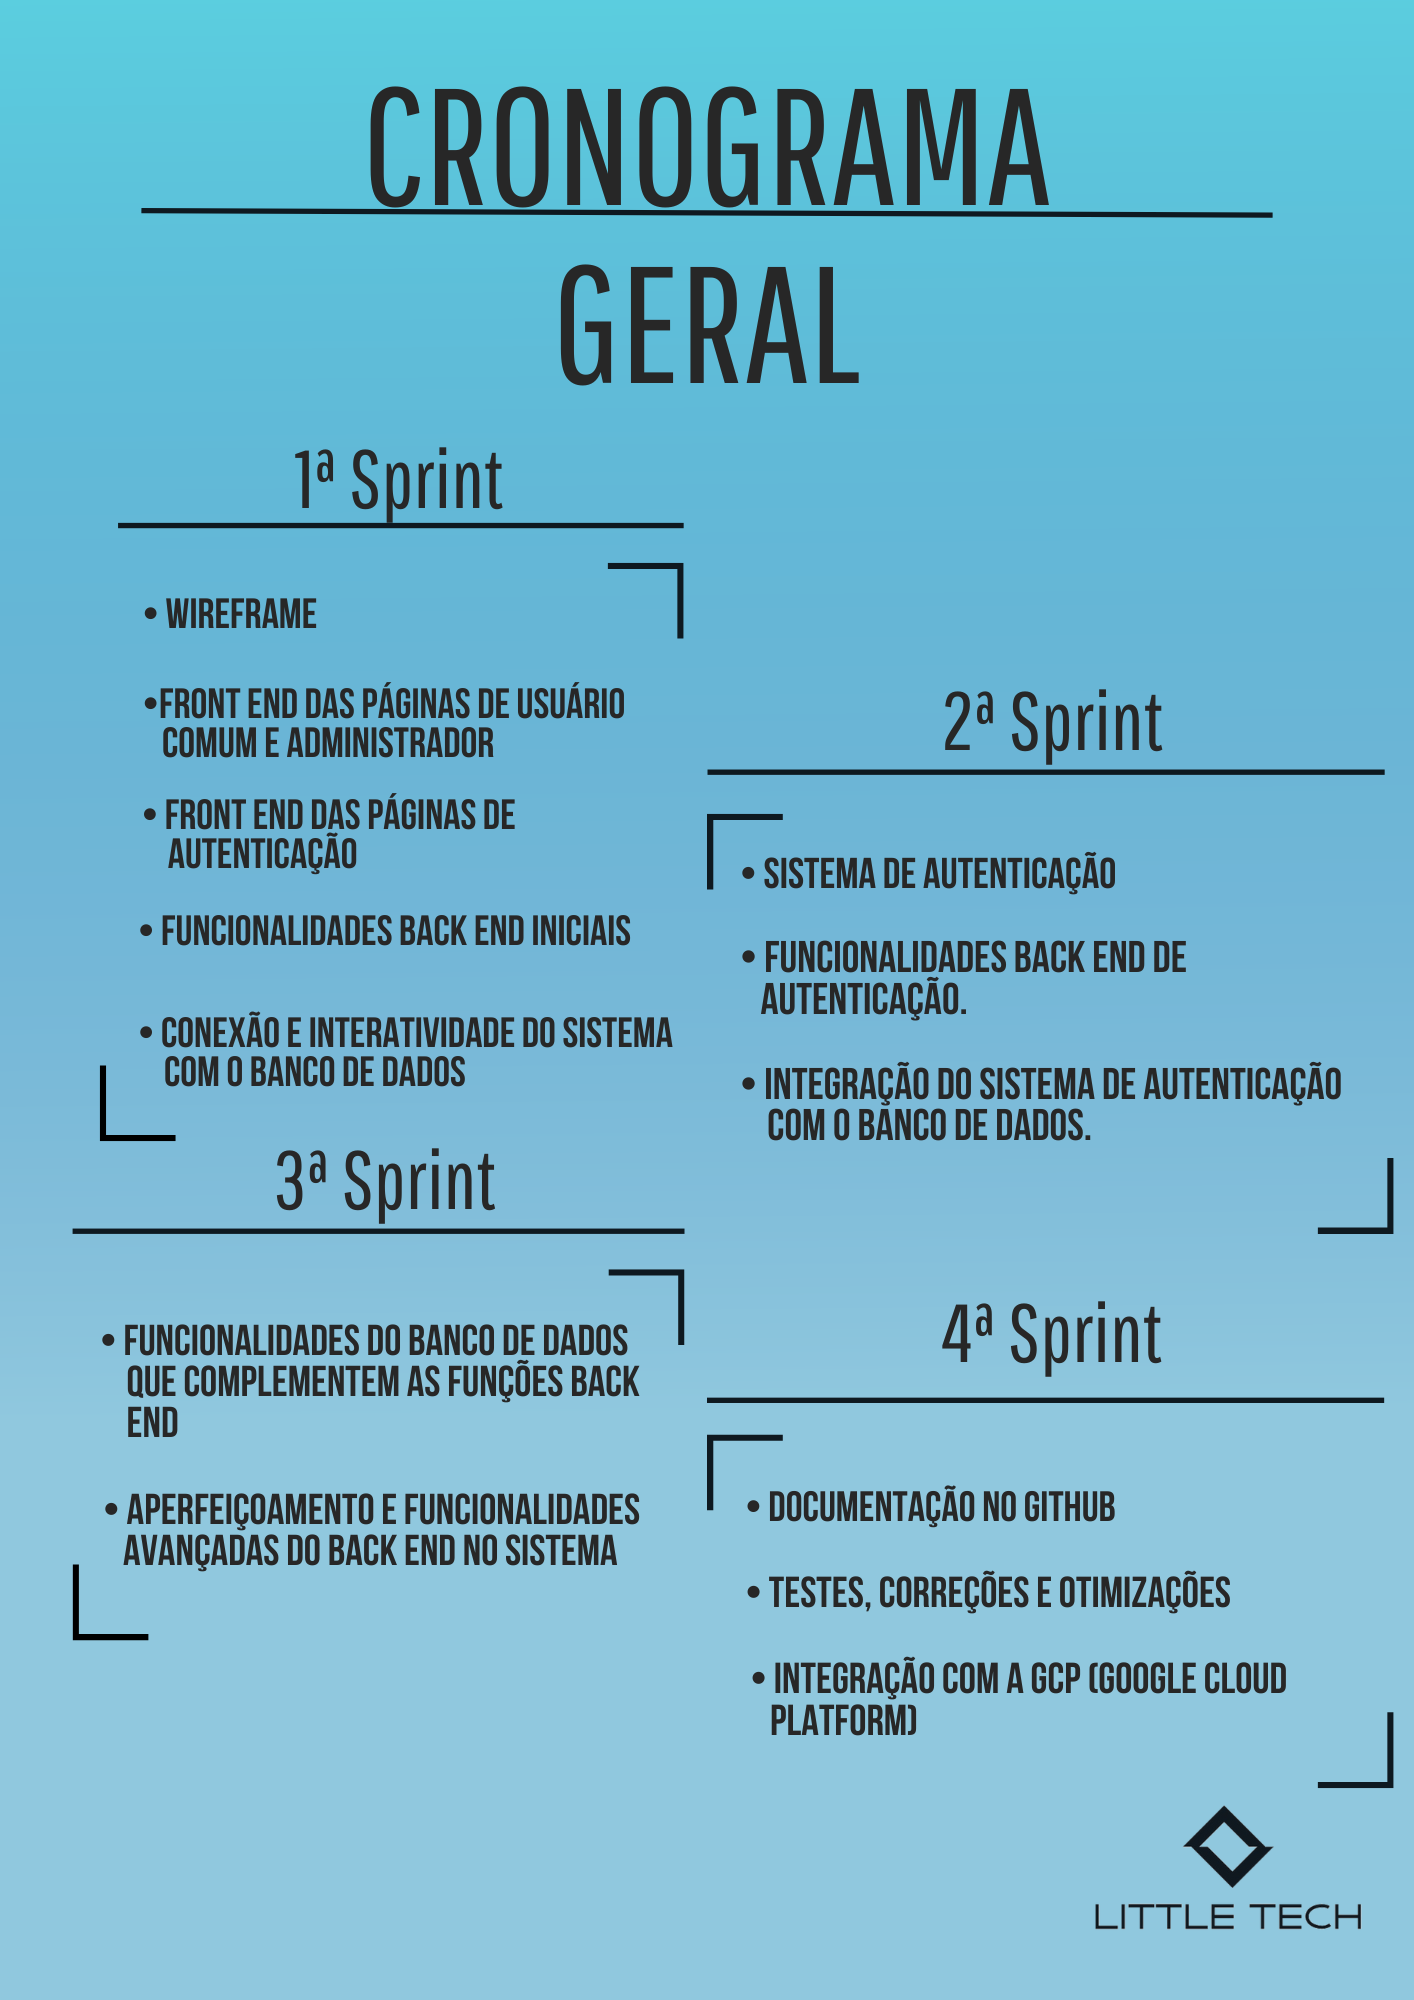 CRONOGRAMA
GERAL
1ª Sprint
• WIREFRAME
•FRONT END DAS PÁGINAS DE USUÁRIO
COMUM E ADMINISTRADOR
• FRONT END DAS PÁGINAS DE
AUTENTICAÇÃO
• FUNCIONALIDADES BACK END INICIAIS
• CONEXÃO E INTERATIVIDADE DO SISTEMA
COM O BANCO DE DADOS
2ª Sprint
• SISTEMA DE AUTENTICAÇÃO
• FUNCIONALIDADES BACK END DE
AUTENTICAÇÃO.
• INTEGRAÇÃO DO SISTEMA DE AUTENTICAÇÃO
COM O BANCO DE DADOS.
3ª Sprint
• FUNCIONALIDADES DO BANCO DE DADOS
QUE COMPLEMENTEM AS FUNÇÕES BACK
END
• APERFEIÇOAMENTO E FUNCIONALIDADES
AVANÇADAS DO BACK END NO SISTEMA
4ª Sprint
• DOCUMENTAÇÃO NO GITHUB
• TESTES, CORREÇÕES E OTIMIZAÇÕES
• INTEGRAÇÃO COM A GCP (GOOGLE CLOUD
PLATFORM)
LITTLE TECH